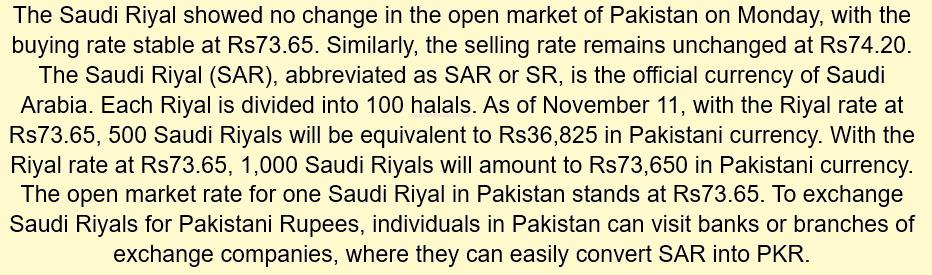 The Saudi Riyal showed no change in the open market of Pakistan on Monday, with the
buying rate stable at Rs73.65. Similarly, the selling rate remains unchanged at Rs74.20.
The Saudi Riyal (SAR), abbreviated as SAR or SR, is the official currency of Saudi
Arabia. Each Riyal is divided into 100 halals. As of November 11, with the Riyal rate at
Rs73.65, 500 Saudi Riyals will be equivalent to Rs36,825 in Pakistani currency. With the
Riyal rate at Rs73.65, 1,000 Saudi Riyals will amount to Rs73,650 in Pakistani currency.
The open market rate for one Saudi Riyal in Pakistan stands at Rs73.65. To exchange
Saudi Riyals for Pakistani Rupees, individuals in Pakistan can visit banks or branches of
exchange companies, where they can easily convert SAR into PKR.